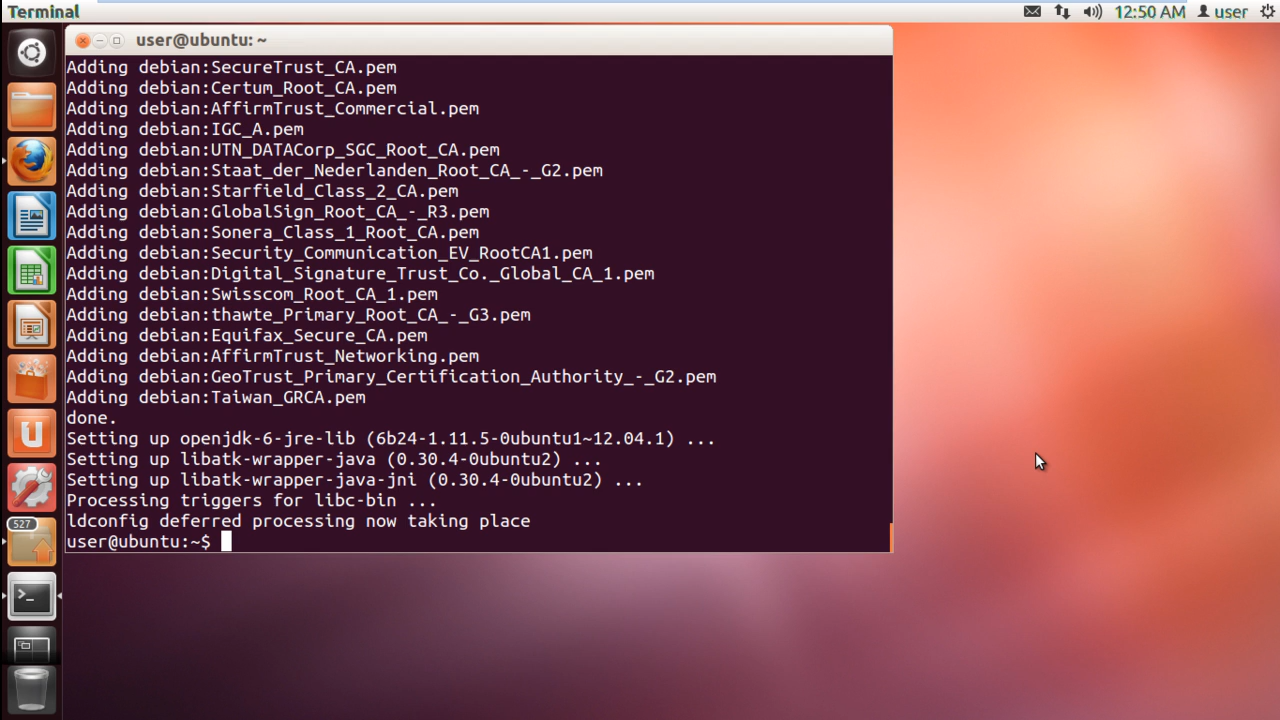 Terminal
12:50 AM
user
user@ubuntu: ~
Adding debian:SecureTrust_CA.pem
Adding debian:Certum_Root_CA.pem
Adding debian:AffirmTrust_Commercial.pem
Adding debian:IGC_A.pem
Adding debian:UTN_DATACorp_SGC_Root_CA.pem
Adding debian:Staat_der_Nederlanden_Root_CA_-_G2.pem
Adding debian:Starfield_Class_2_CA.pem
Adding debian:GlobalSign_Root_CA_-_R3.pem
Adding debian:Sonera_Class_1_Root_CA.pem
Adding debian:Security_Communication_EV_RootCA1.pem
Adding debian:Digital_Signature_Trust_Co._Global_CA_1.pem
Adding debian:Swisscom_Root_CA_1.pem
Adding debian:thawte_Primary_Root_CA_-_G3.pem
Adding debian:Equifax_Secure_CA.pem
Adding debian:AffirmTrust_Networking.pem
Adding debian:GeoTrust_Primary_Certification_Authority_-_G2.pem
Adding debian:Taiwan_GRCA.pem
done.
Setting up openjdk-6-jre-lib (6b24-1.11.5-0ubuntu1~12.04.1) ...
Setting up libatk-wrapper-java (0.30.4-0ubuntu2) ...
Setting up libatk-wrapper-java-jni (0.30.4-0ubuntu2) ...
Processing triggers for libc-bin ...
ldconfig deferred processing now taking place
user@ubuntu:~$
527